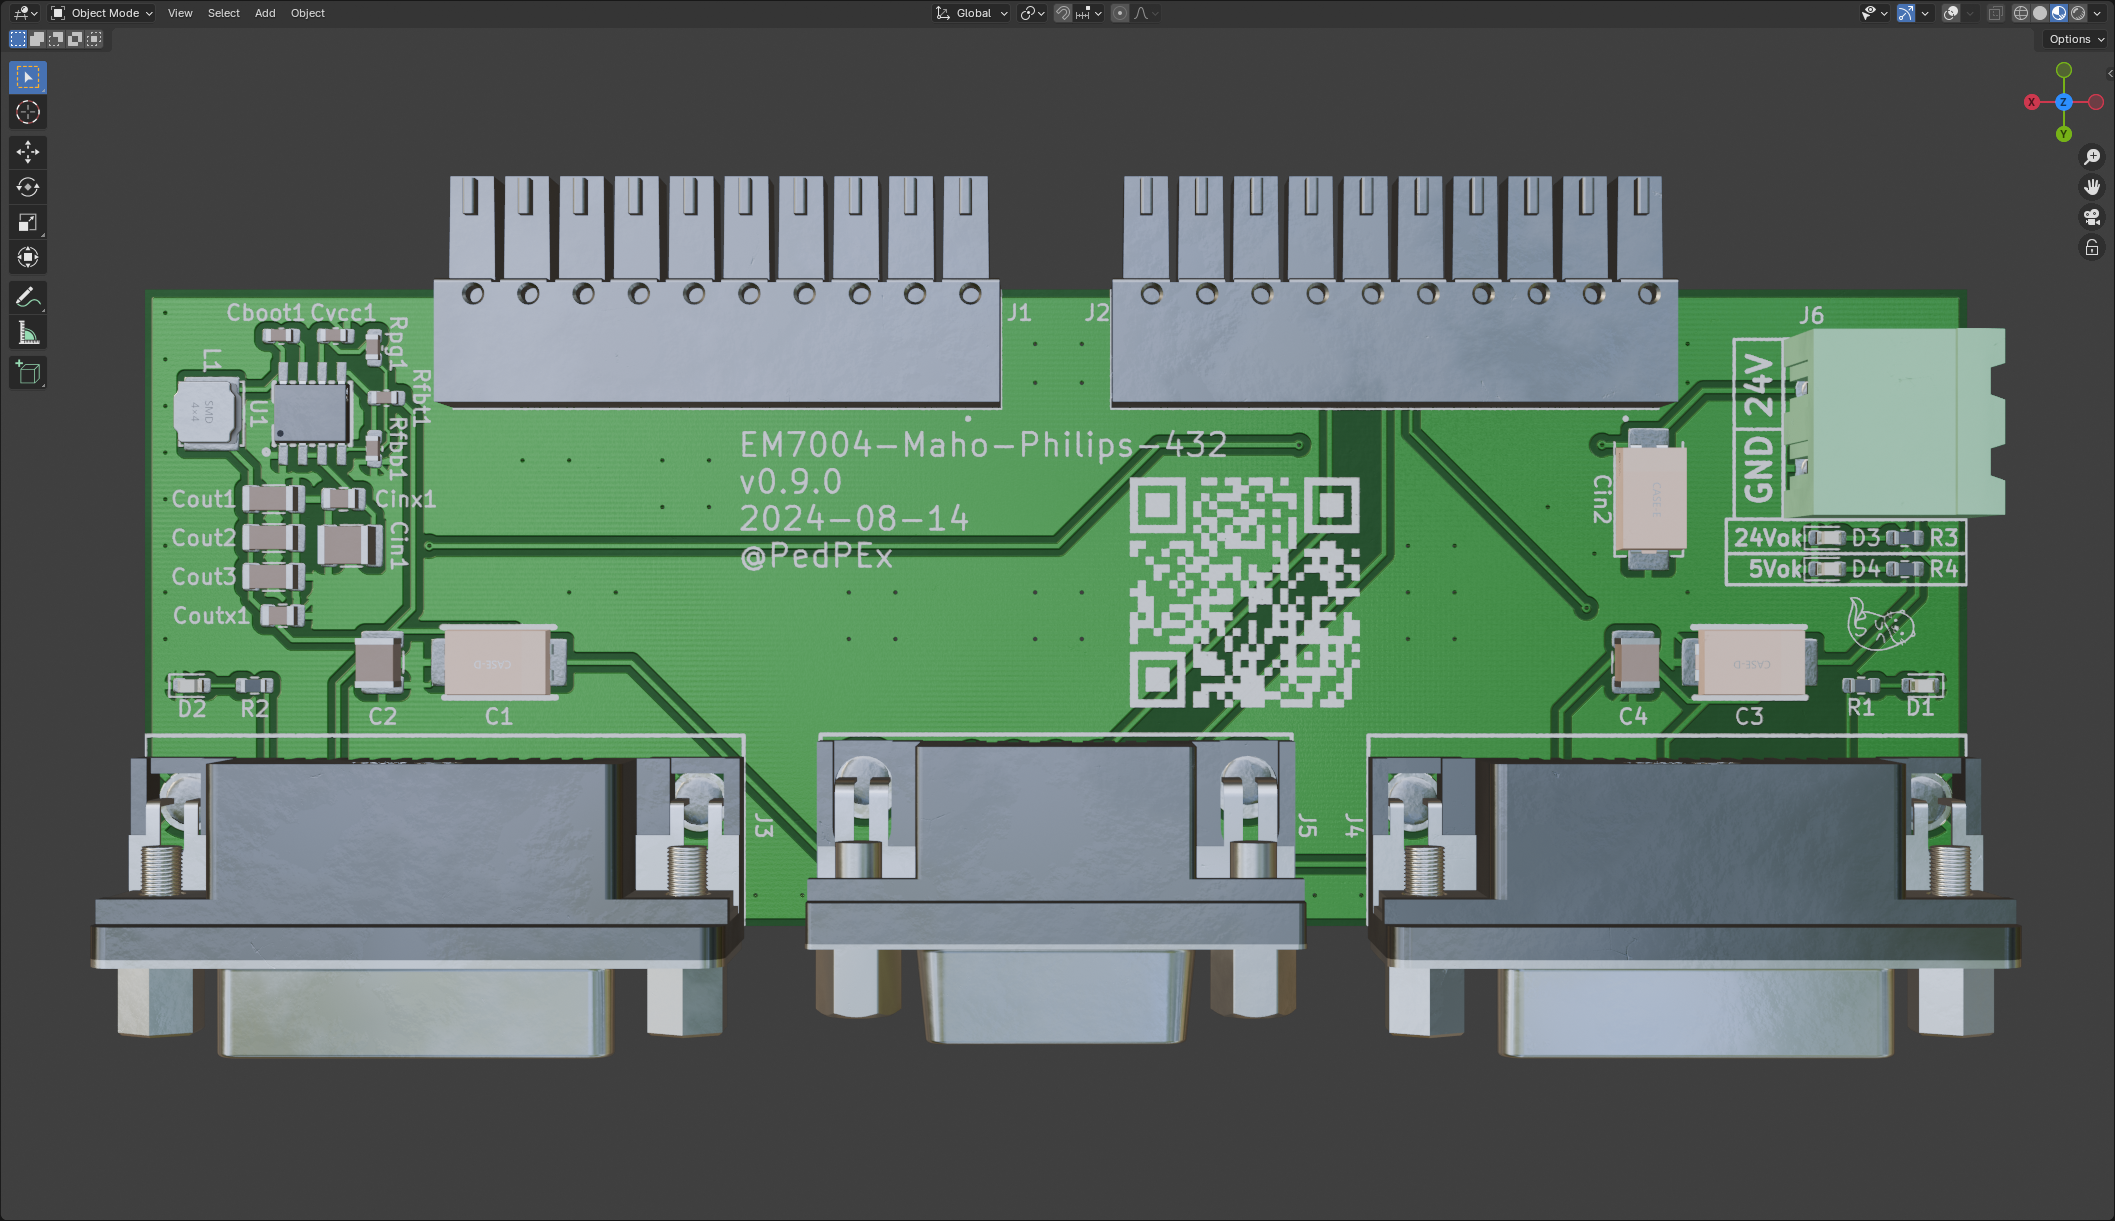 Object Mode View Select Add Object
Global
Options
X Z Y
Cboot1 Cvcc1
Rpg1
J1 J2
J6
L1
SMD
4x4
U1
Rfbt1
Rfbb1
24V
GND
EM7004-Maho-Philips-432
v0.9.0
2024-08-14
@PedPEx
Cout1
Cinx1
Cout2
Cin1
Cout3
Coutx1
Cin2
CASE-E
24Vok D3 R3
5Vok D4 R4
CASE-D
CASE-D
D2 R2
C2 C1
C4 C3
R1 D1
J3
J5
J4